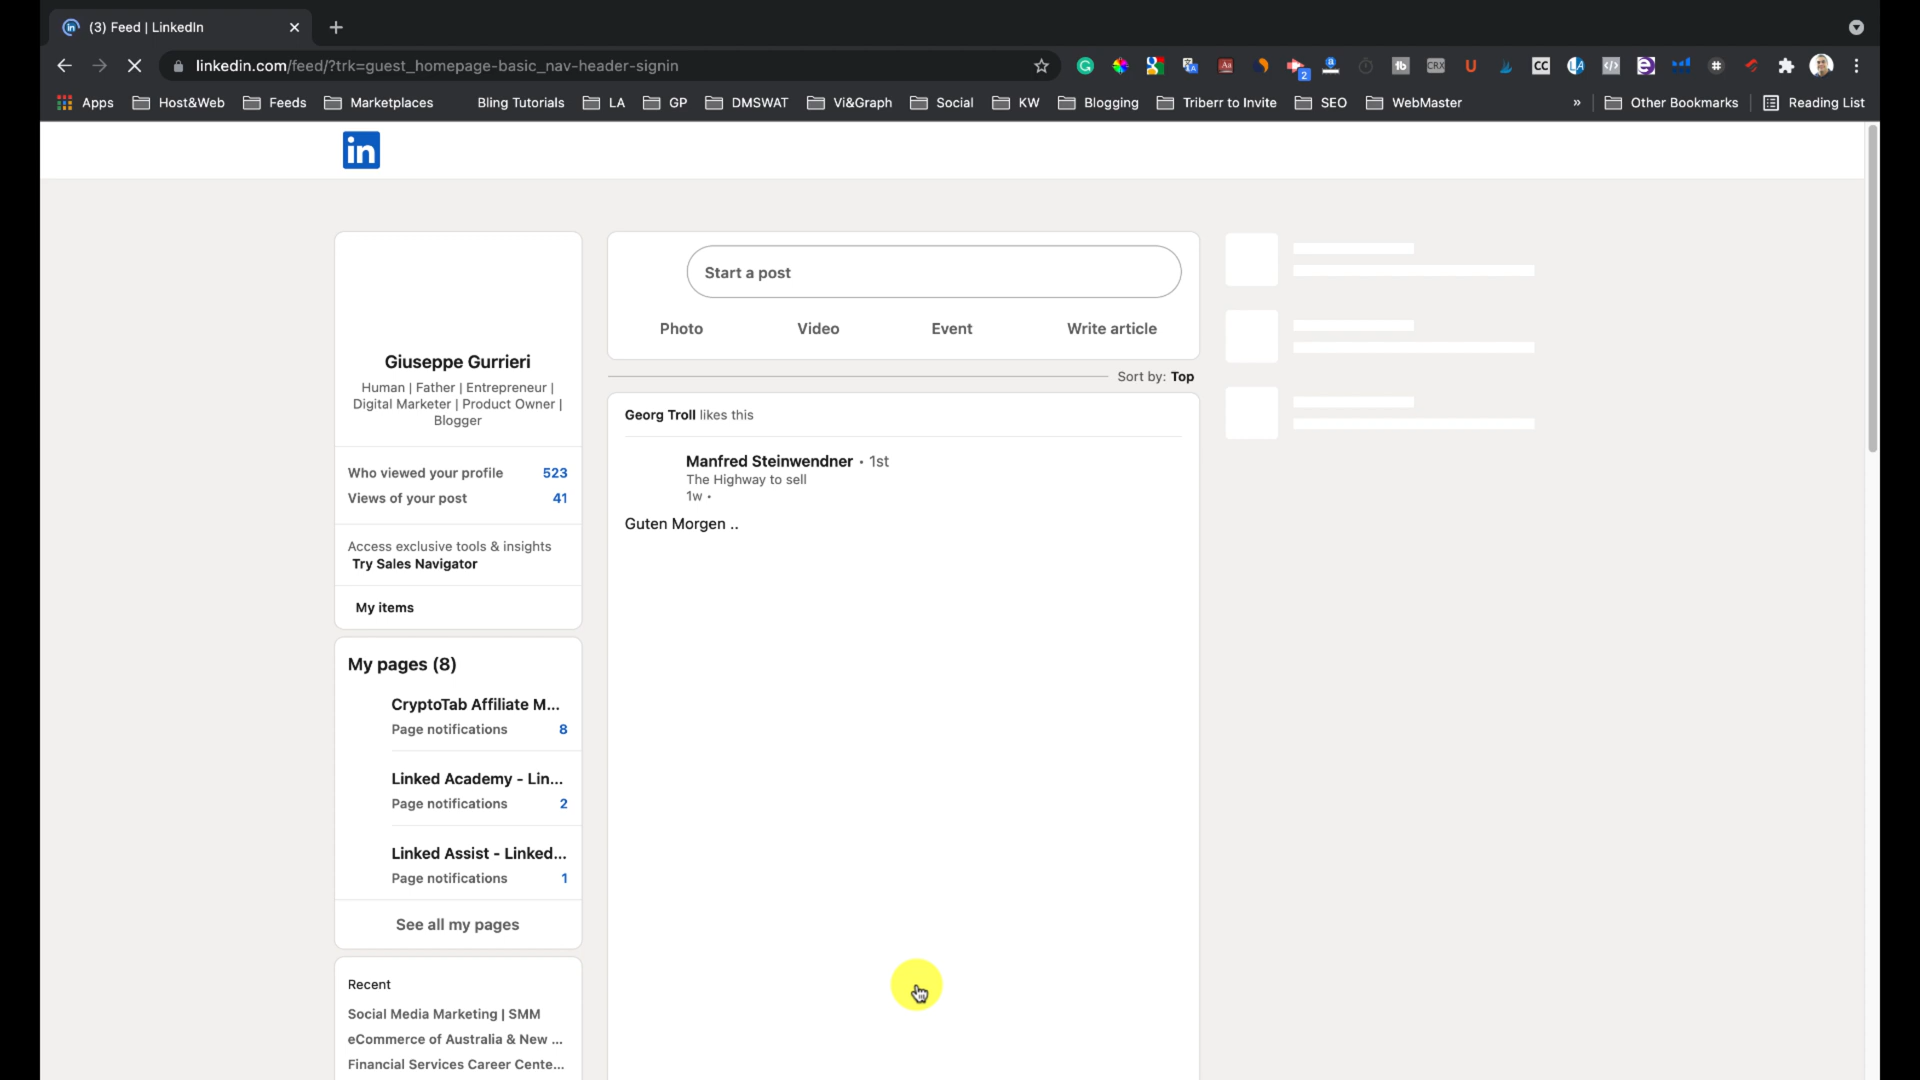 (3) Feed | LinkedIn
linkedin.com/feed/?trk=guest_homepage-basic_nav-header-signin
Apps Host&Web Feeds Marketplaces Bling Tutorials LA GP DMSWAT Vi&Graph Social KW Blogging Triberr to Invite SEO WebMaster » Other Bookmarks Reading List
in
Start a post
Photo Video Event Write article
Giuseppe Gurrieri
Human | Father | Entrepreneur |
Digital Marketer | Product Owner |
Blogger
Who viewed your profile 523
Views of your post 41
Access exclusive tools & insights
Try Sales Navigator
My items
My pages (8)
CryptoTab Affiliate M...
Page notifications 8
Linked Academy - Lin...
Page notifications 2
Linked Assist - Linked...
Page notifications 1
See all my pages
Recent
Social Media Marketing | SMM
eCommerce of Australia & New ...
Financial Services Career Cente...
Sort by: Top
Georg Troll likes this
Manfred Steinwendner • 1st
The Highway to sell
1w •
Guten Morgen ..